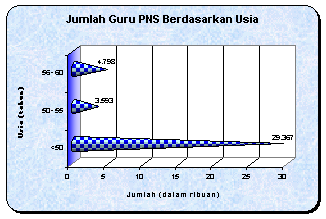 Jumlah Guru PNS Berdasarkan Usia
Usia (tahun)
56-60
4.798
50-55
3.593
<50
29.367
0 5 10 15 20 25 30
Jumlah (dalam ribuan)